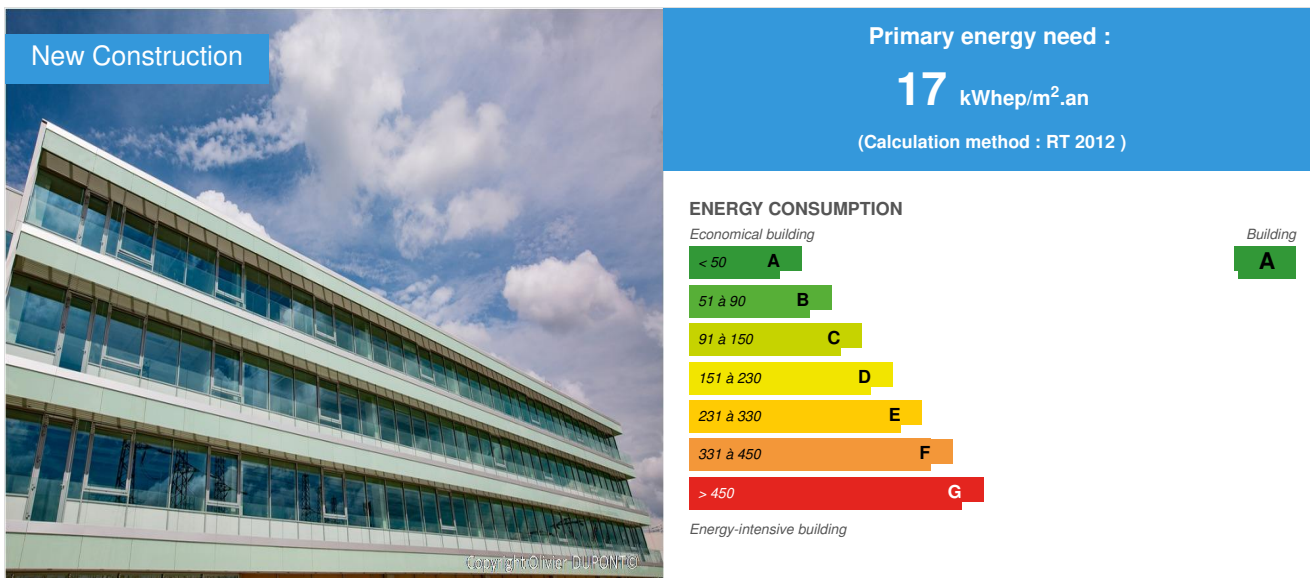 New Construction
Copyright Olivier DUPONT©
Primary energy need :
17 kWhep/m².an
(Calculation method : RT 2012 )
ENERGY CONSUMPTION
Economical building
Building
< 50 A
A
51 à 90 B
91 à 150 C
151 à 230 D
231 à 330 E
331 à 450 F
> 450 G
Energy-intensive building